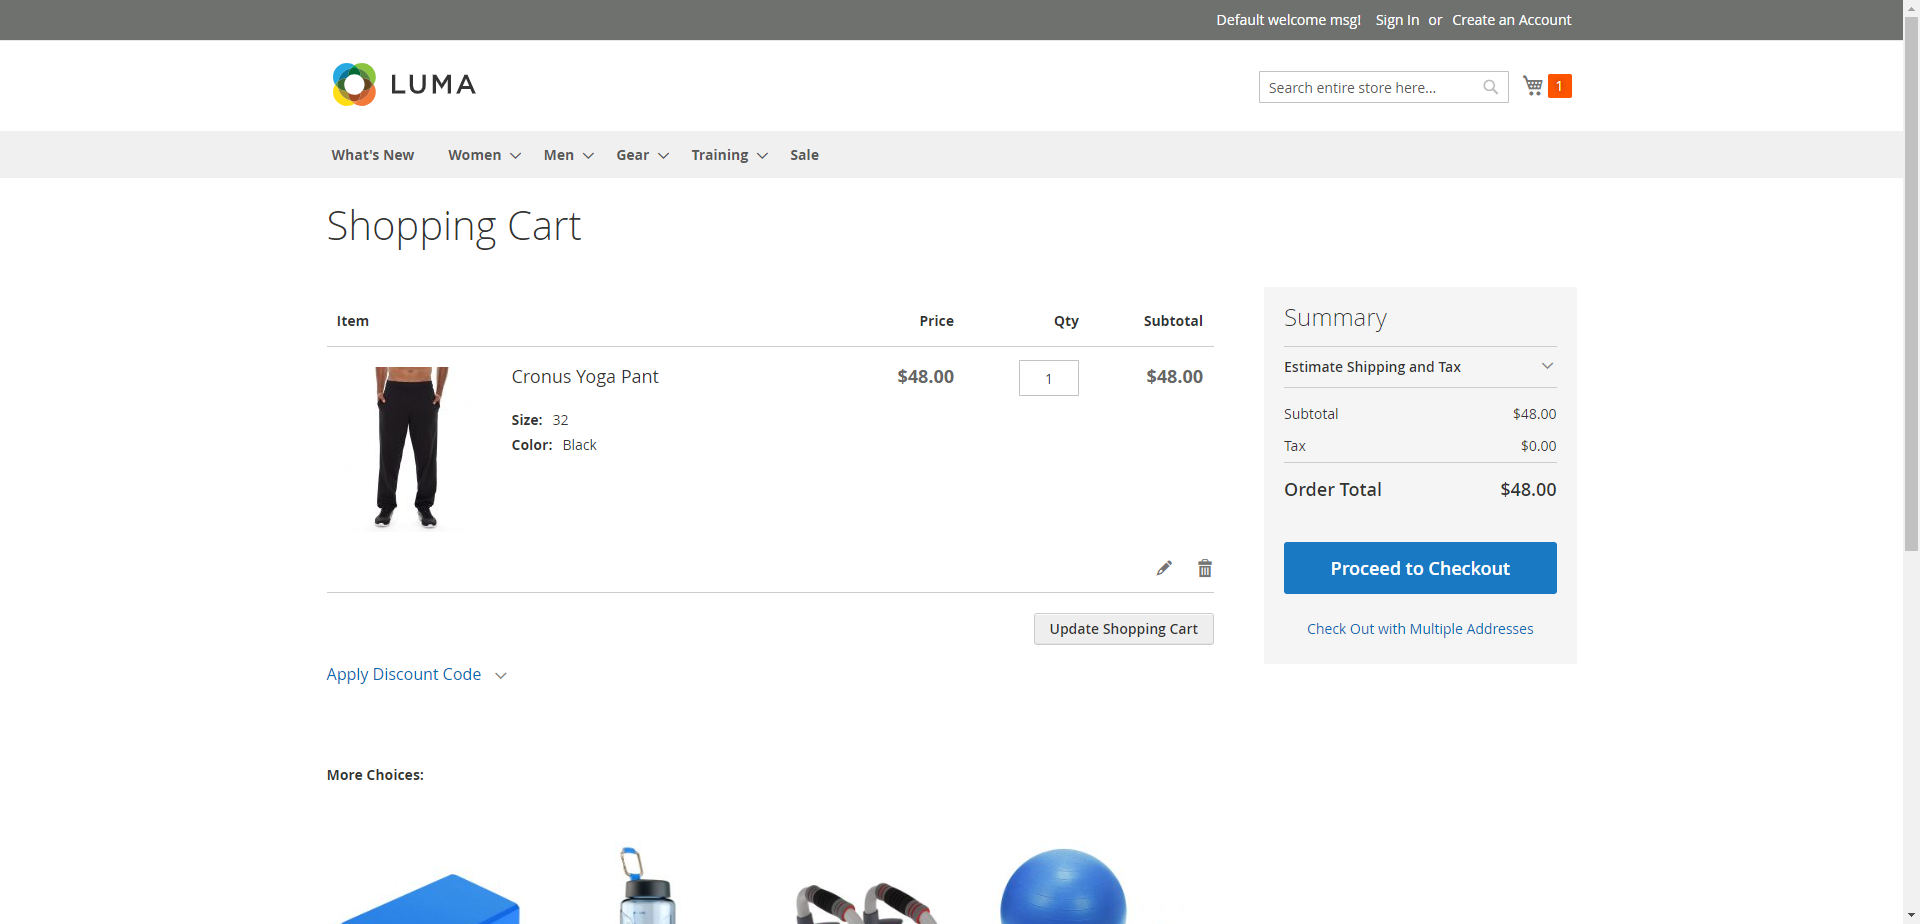 Default welcome msg! Sign In or Create an Account
LUMA
Search entire store here...
1
What's New Women Men Gear Training Sale
Shopping Cart
Item Price Qty Subtotal
Cronus Yoga Pant $48.00 1 $48.00
Size: 32
Color: Black
Update Shopping Cart
Apply Discount Code
Summary
Estimate Shipping and Tax
Subtotal $48.00
Tax $0.00
Order Total $48.00
Proceed to Checkout
Check Out with Multiple Addresses
More Choices: